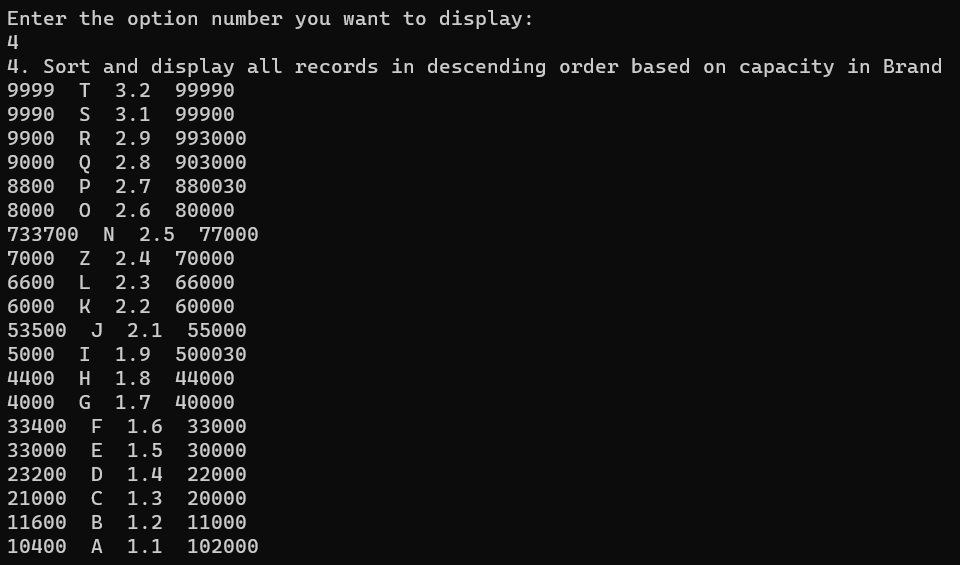 Enter the option number you want to display:
4
4. Sort and display all records in descending order based on capacity in Brand
9999  T  3.2  99990
9990  S  3.1  99900
9900  R  2.9  993000
9000  Q  2.8  903000
8800  P  2.7  880030
8000  O  2.6  80000
733700  N  2.5  77000
7000  Z  2.4  70000
6600  L  2.3  66000
6000  K  2.2  60000
53500  J  2.1  55000
5000  I  1.9  500030
4400  H  1.8  44000
4000  G  1.7  40000
33400  F  1.6  33000
33000  E  1.5  30000
23200  D  1.4  22000
21000  C  1.3  20000
11600  B  1.2  11000
10400  A  1.1  102000